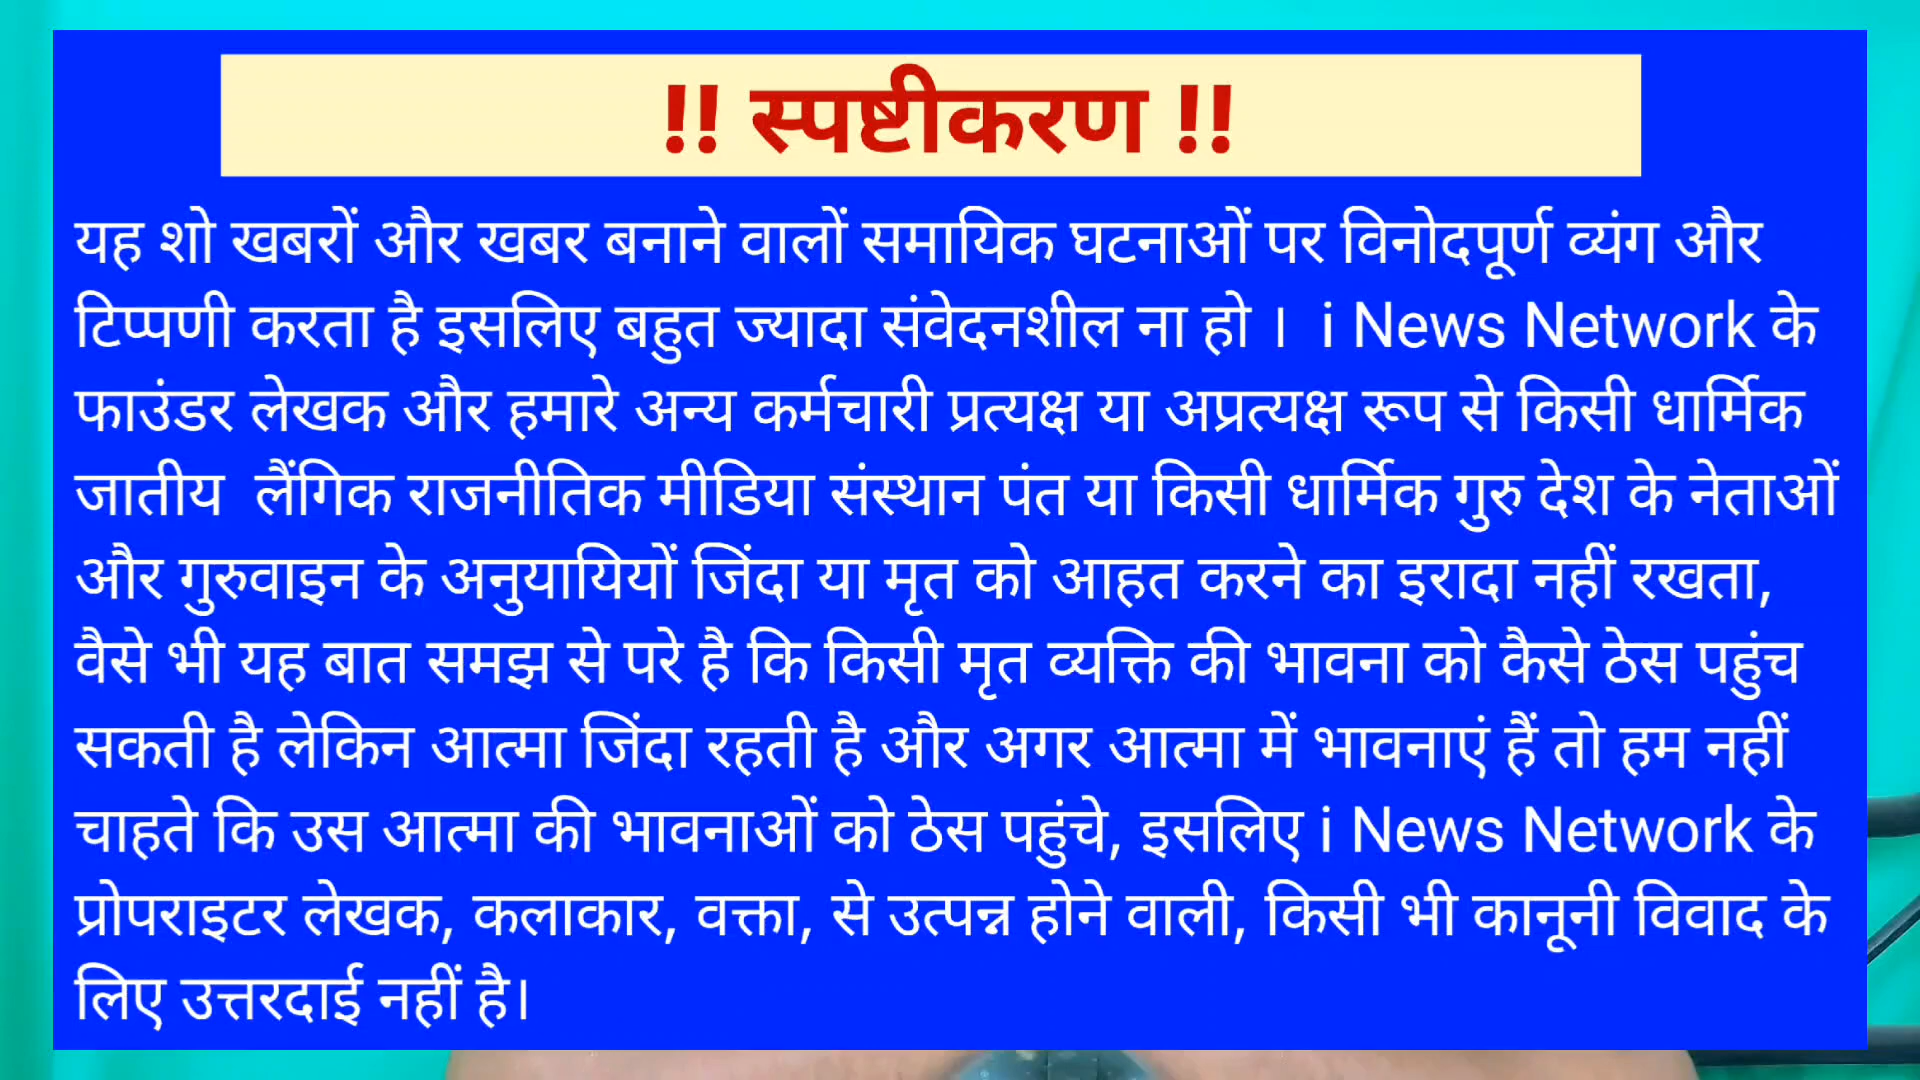 !! स्पष्टीकरण !!
यह शो खबरों और खबर बनाने वालों समायिक घटनाओं पर विनोदपूर्ण व्यंग और
टिप्पणी करता है इसलिए बहुत ज्यादा संवेदनशील ना हो । i News Network के
फाउंडर लेखक और हमारे अन्य कर्मचारी प्रत्यक्ष या अप्रत्यक्ष रूप से किसी धार्मिक
जातीय लैंगिक राजनीतिक मीडिया संस्थान पंत या किसी धार्मिक गुरु देश के नेताओं
और गुरुवाइन के अनुयायियों जिंदा या मृत को आहत करने का इरादा नहीं रखता,
वैसे भी यह बात समझ से परे है कि किसी मृत व्यक्ति की भावना को कैसे ठेस पहुंच
सकती है लेकिन आत्मा जिंदा रहती है और अगर आत्मा में भावनाएं हैं तो हम नहीं
चाहते कि उस आत्मा की भावनाओं को ठेस पहुंचे, इसलिए i News Network के
प्रोपराइटर लेखक, कलाकार, वक्ता, से उत्पन्न होने वाली, किसी भी कानूनी विवाद के
लिए उत्तरदाई नहीं है।